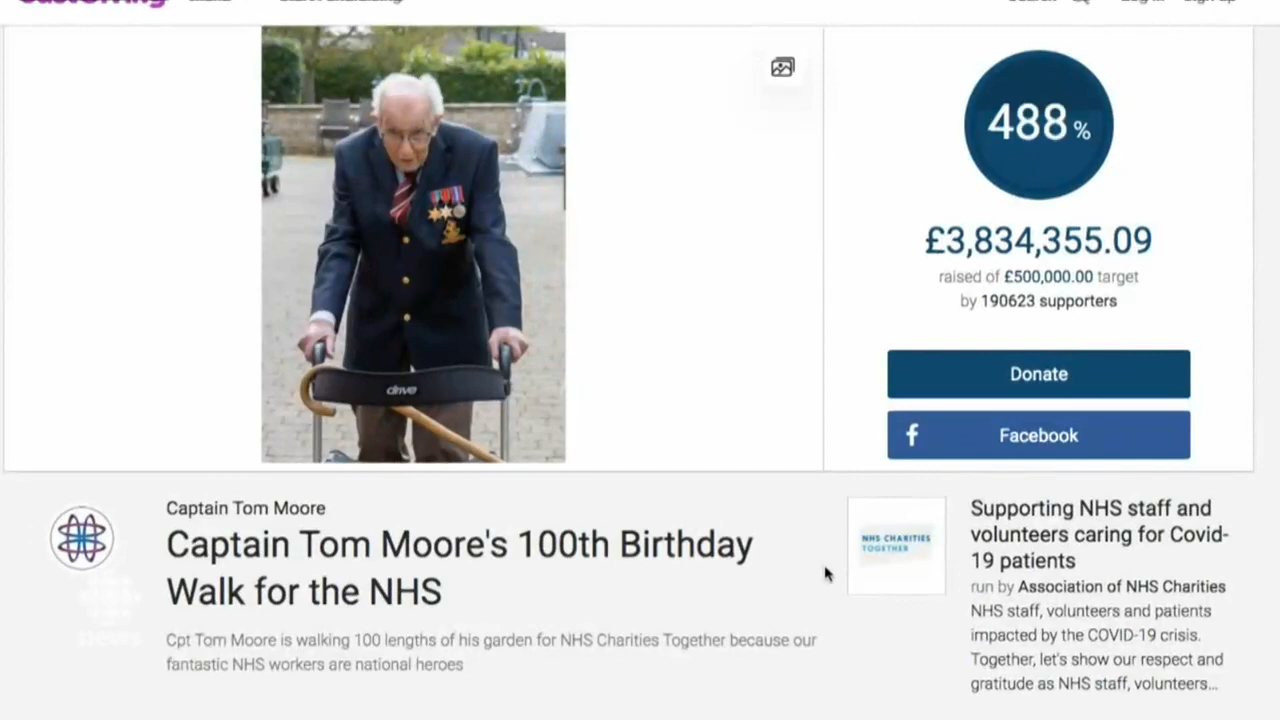 488 %
£3,834,355.09
raised of £500,000.00 target
by 190623 supporters
Donate
Facebook
drive
Captain Tom Moore
Captain Tom Moore's 100th Birthday
Walk for the NHS
Cpt Tom Moore is walking 100 lengths of his garden for NHS Charities Together because our
fantastic NHS workers are national heroes
NHS CHARITIES
TOGETHER
Supporting NHS staff and
volunteers caring for Covid-
19 patients
run by Association of NHS Charities
NHS staff, volunteers and patients
impacted by the COVID-19 crisis.
Together, let's show our respect and
gratitude as NHS staff, volunteers...